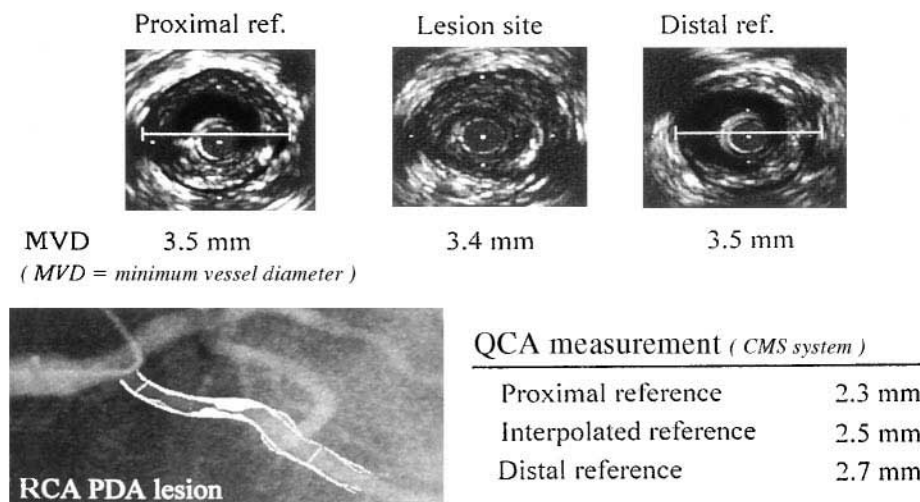 Proximal ref. Lesion site Distal ref.
MVD 3.5 mm 3.4 mm 3.5 mm
( MVD = minimum vessel diameter )
QCA measurement ( CMS system )
Proximal reference 2.3 mm
Interpolated reference 2.5 mm
Distal reference 2.7 mm
RCA PDA lesion